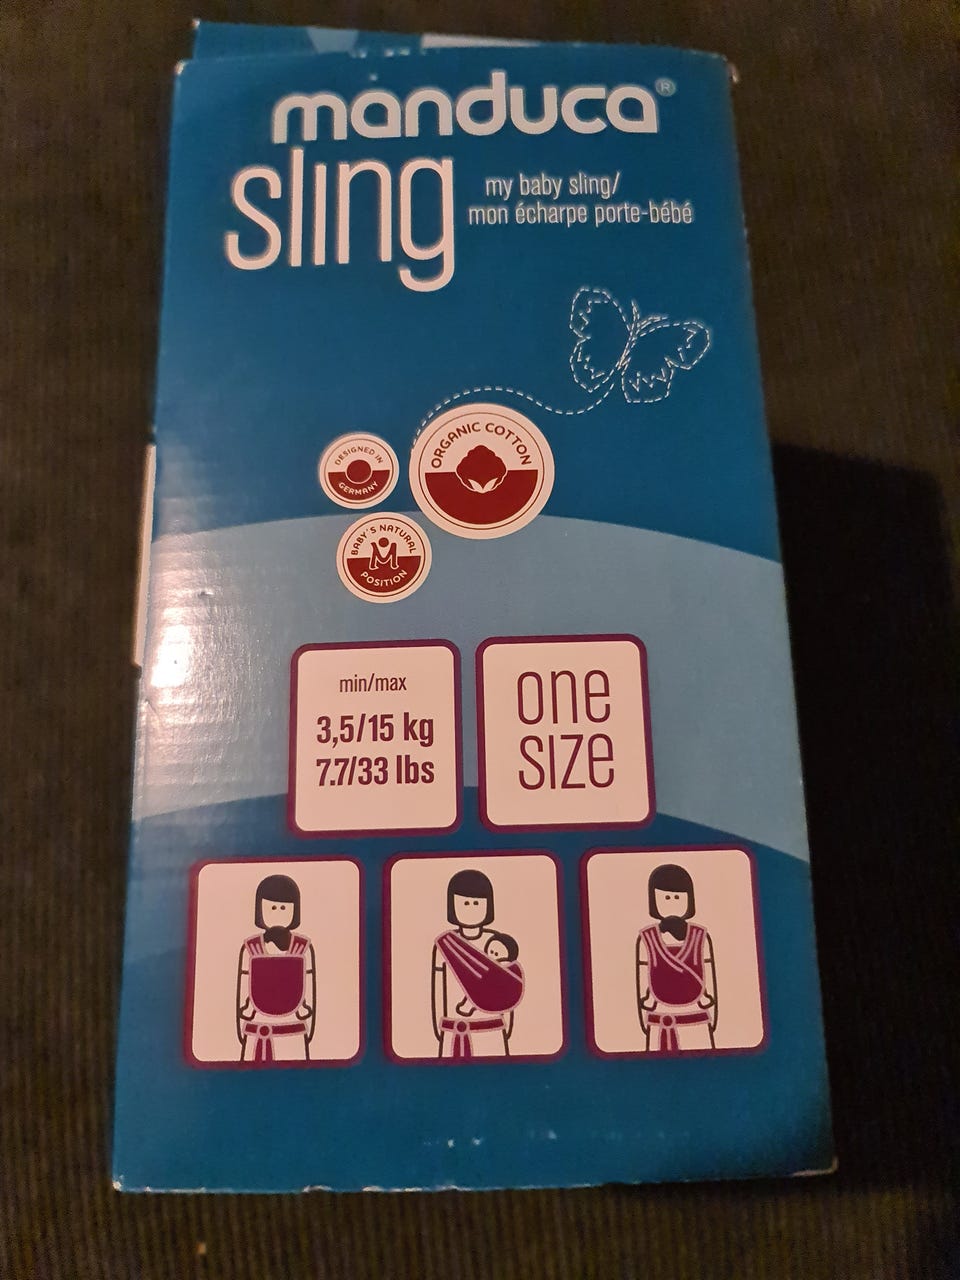 manduca®
sling
my baby sling/
mon écharpe porte-bébé
DESIGNED IN
GERMANY
ORGANIC COTTON
BABY'S NATURAL
POSITION
min/max
3,5/15 kg
7.7/33 lbs
one
size